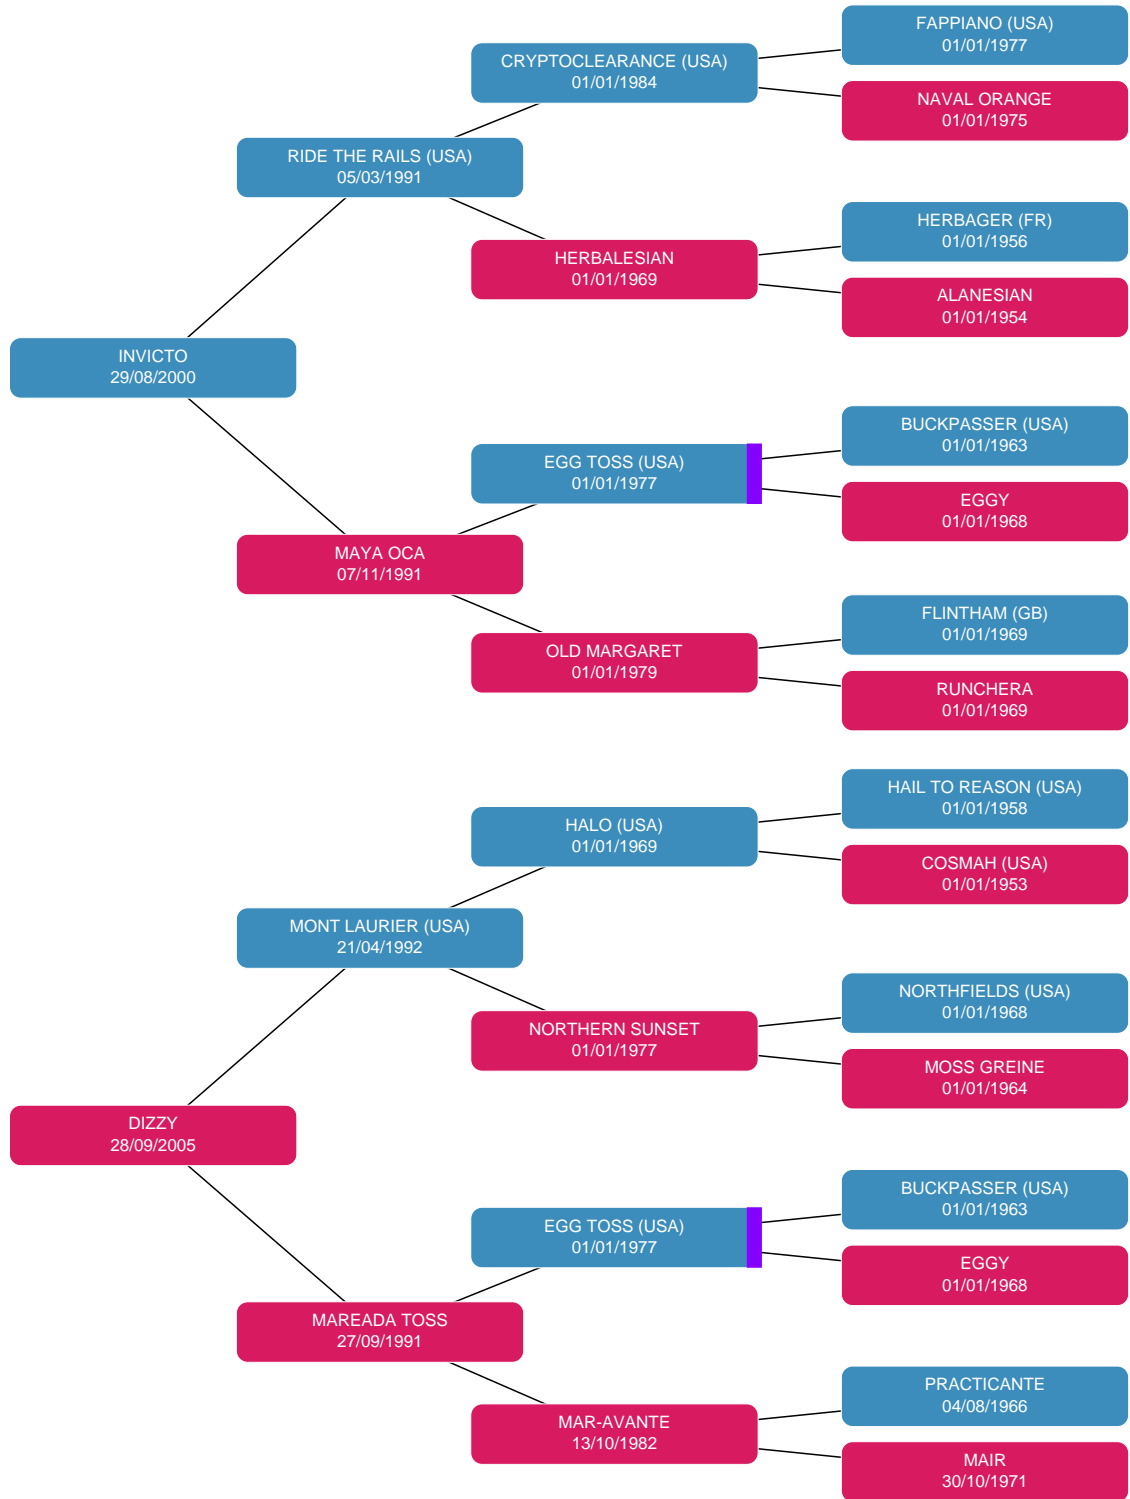 FAPPIANO (USA)
01/01/1977
CRYPTOCLEARANCE (USA)
01/01/1984
NAVAL ORANGE
01/01/1975
RIDE THE RAILS (USA)
05/03/1991
HERBAGER (FR)
01/01/1956
HERBALESIAN
01/01/1969
ALANESIAN
01/01/1954
INVICTO
29/08/2000
BUCKPASSER (USA)
01/01/1963
EGG TOSS (USA)
01/01/1977
EGGY
01/01/1968
MAYA OCA
07/11/1991
FLINTHAM (GB)
01/01/1969
OLD MARGARET
01/01/1979
RUNCHERA
01/01/1969
HAIL TO REASON (USA)
01/01/1958
HALO (USA)
01/01/1969
COSMAH (USA)
01/01/1953
MONT LAURIER (USA)
21/04/1992
NORTHFIELDS (USA)
01/01/1968
NORTHERN SUNSET
01/01/1977
MOSS GREINE
01/01/1964
DIZZY
28/09/2005
BUCKPASSER (USA)
01/01/1963
EGG TOSS (USA)
01/01/1977
EGGY
01/01/1968
MAREADA TOSS
27/09/1991
PRACTICANTE
04/08/1966
MAR-AVANTE
13/10/1982
MAIR
30/10/1971